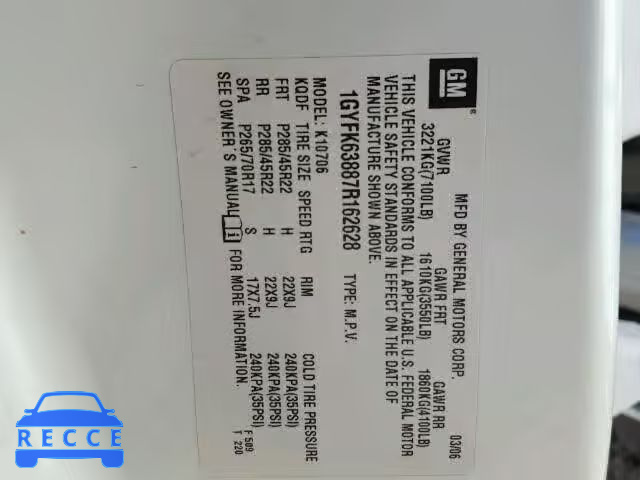 GM
®
MFD BY GENERAL MOTORS CORP. 03/06
GVWR GAWR FRT GAWR RR
3221KG(7100LB) 1610KG(3550LB) 1860KG(4100LB)
THIS VEHICLE CONFORMS TO ALL APPLICABLE U.S. FEDERAL MOTOR
VEHICLE SAFETY STANDARDS IN EFFECT ON THE DATE OF
MANUFACTURE SHOWN ABOVE.
1GYFK63887R162628 TYPE: M.P.V.
MODEL: K10706
KQDF TIRE SIZE SPEED RTG RIM COLD TIRE PRESSURE
FRT P285/45R22 H 22X9J 240KPA(35PSI)
RR P285/45R22 H 22X9J 240KPA(35PSI)
SPA P265/70R17 S 17X7.5J 240KPA(35PSI)
SEE OWNER'S MANUAL FOR MORE INFORMATION.
F 509
T 220
RECCE